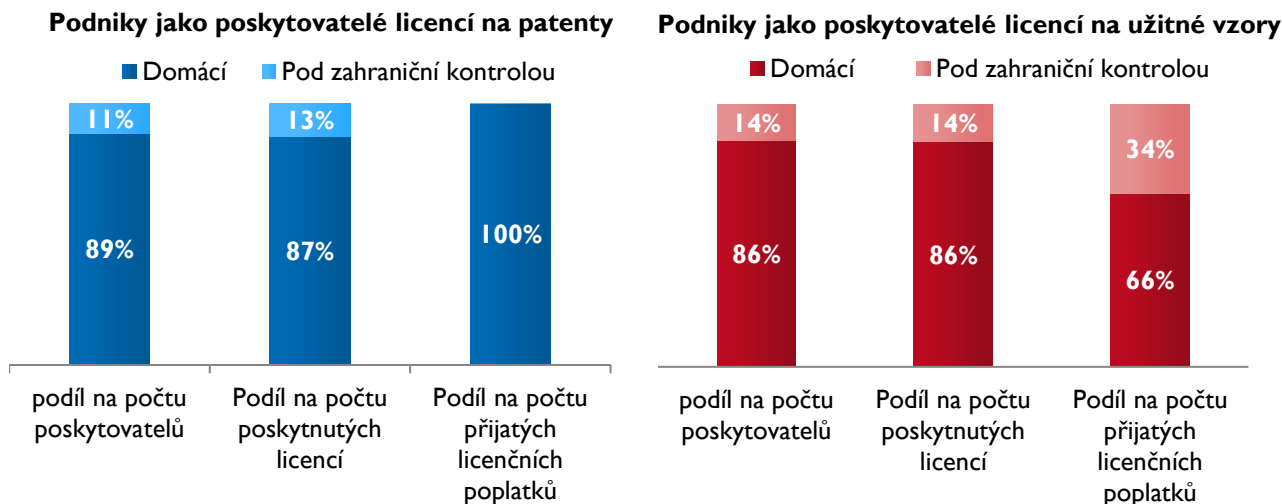 Podniky jako poskytovatelé licencí na patenty
Domácí
Pod zahraniční kontrolou
11%
13%
89%
87%
100%
podíl na počtu
poskytovatelů
Podíl na počtu
poskytnutých
licencí
Podíl na počtu
přijatých
licenčních
poplatků
Podniky jako poskytovatelé licencí na užitné vzory
Domácí
Pod zahraniční kontrolou
14%
14%
34%
86%
86%
66%
podíl na počtu
poskytovatelů
Podíl na počtu
poskytnutých
licencí
Podíl na počtu
přijatých
licenčních
poplatků